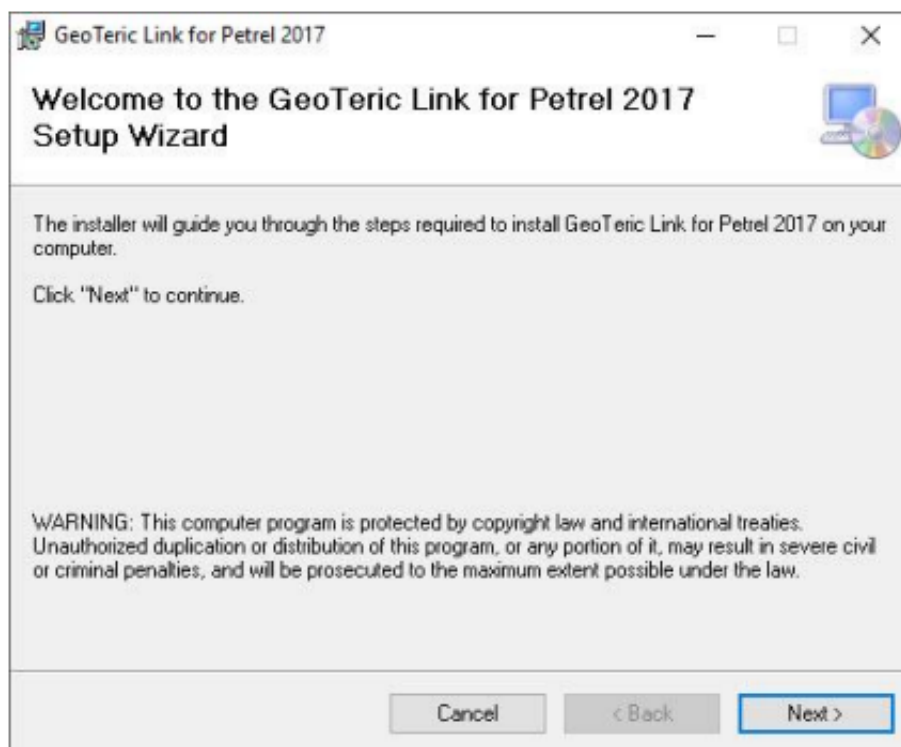 GeoTeric Link for Petrel 2017
Welcome to the GeoTeric Link for Petrel 2017
Setup Wizard
The installer will guide you through the steps required to install GeoTeric Link for Petrel 2017 on your
computer.
Click "Next" to continue.
WARNING: This computer program is protected by copyright law and international treaties.
Unauthorized duplication or distribution of this program, or any portion of it, may result in severe civil
or criminal penalties, and will be prosecuted to the maximum extent possible under the law.
Cancel < Back Next >